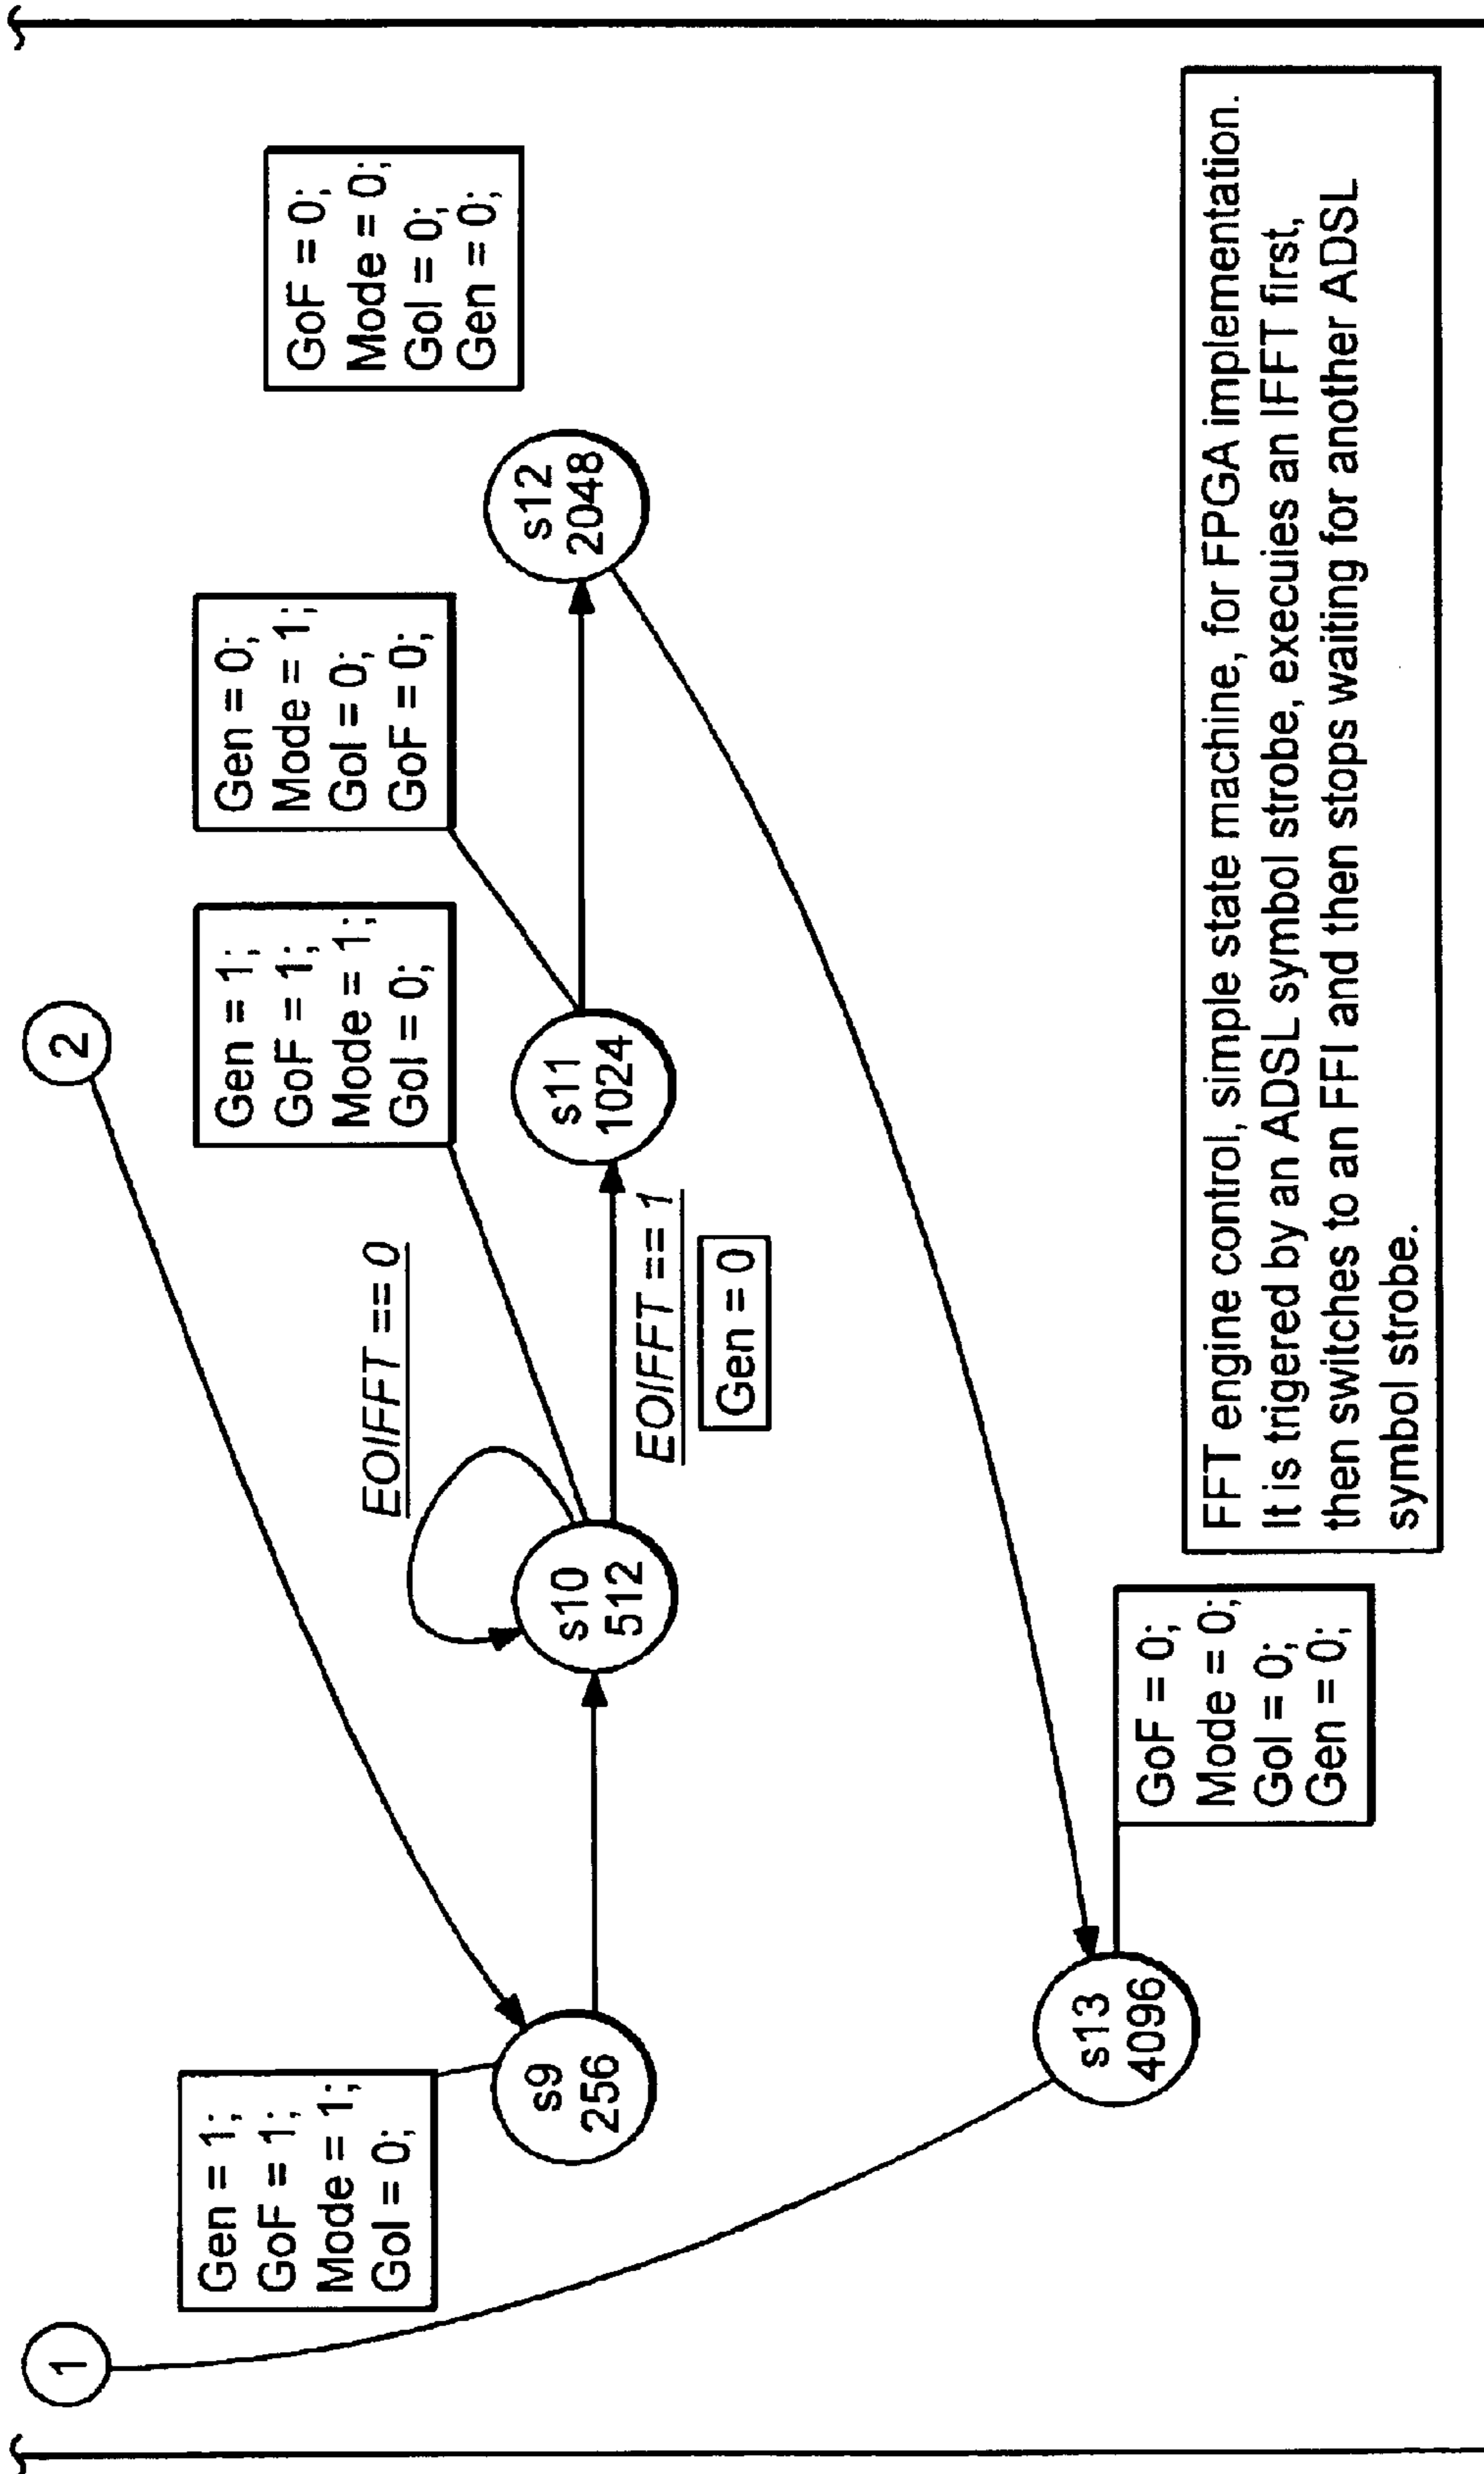 1
2
Gen = 1;
GoF = 1;
Mode = 1;
GoI = 0;
s9
256
EOIFFT == 0
s10
512
Gen = 1;
GoF = 1;
Mode = 1;
GoI = 0;
EOIFFT == 1
Gen = 0
s11
1024
Gen = 0;
Mode = 1;
GoI = 0;
GoF = 0;
s12
2048
GoF = 0;
Mode = 0;
GoI = 0;
Gen = 0;
s13
4096
GoF = 0;
Mode = 0;
GoI = 0;
Gen = 0;
FFT engine control, simple state machine, for FPGA implementation.
It is trigered by an ADSL symbol strobe, execuies an IFFT first,
then switches to an FFI and then stops waiting for another ADSL
symbol strobe.